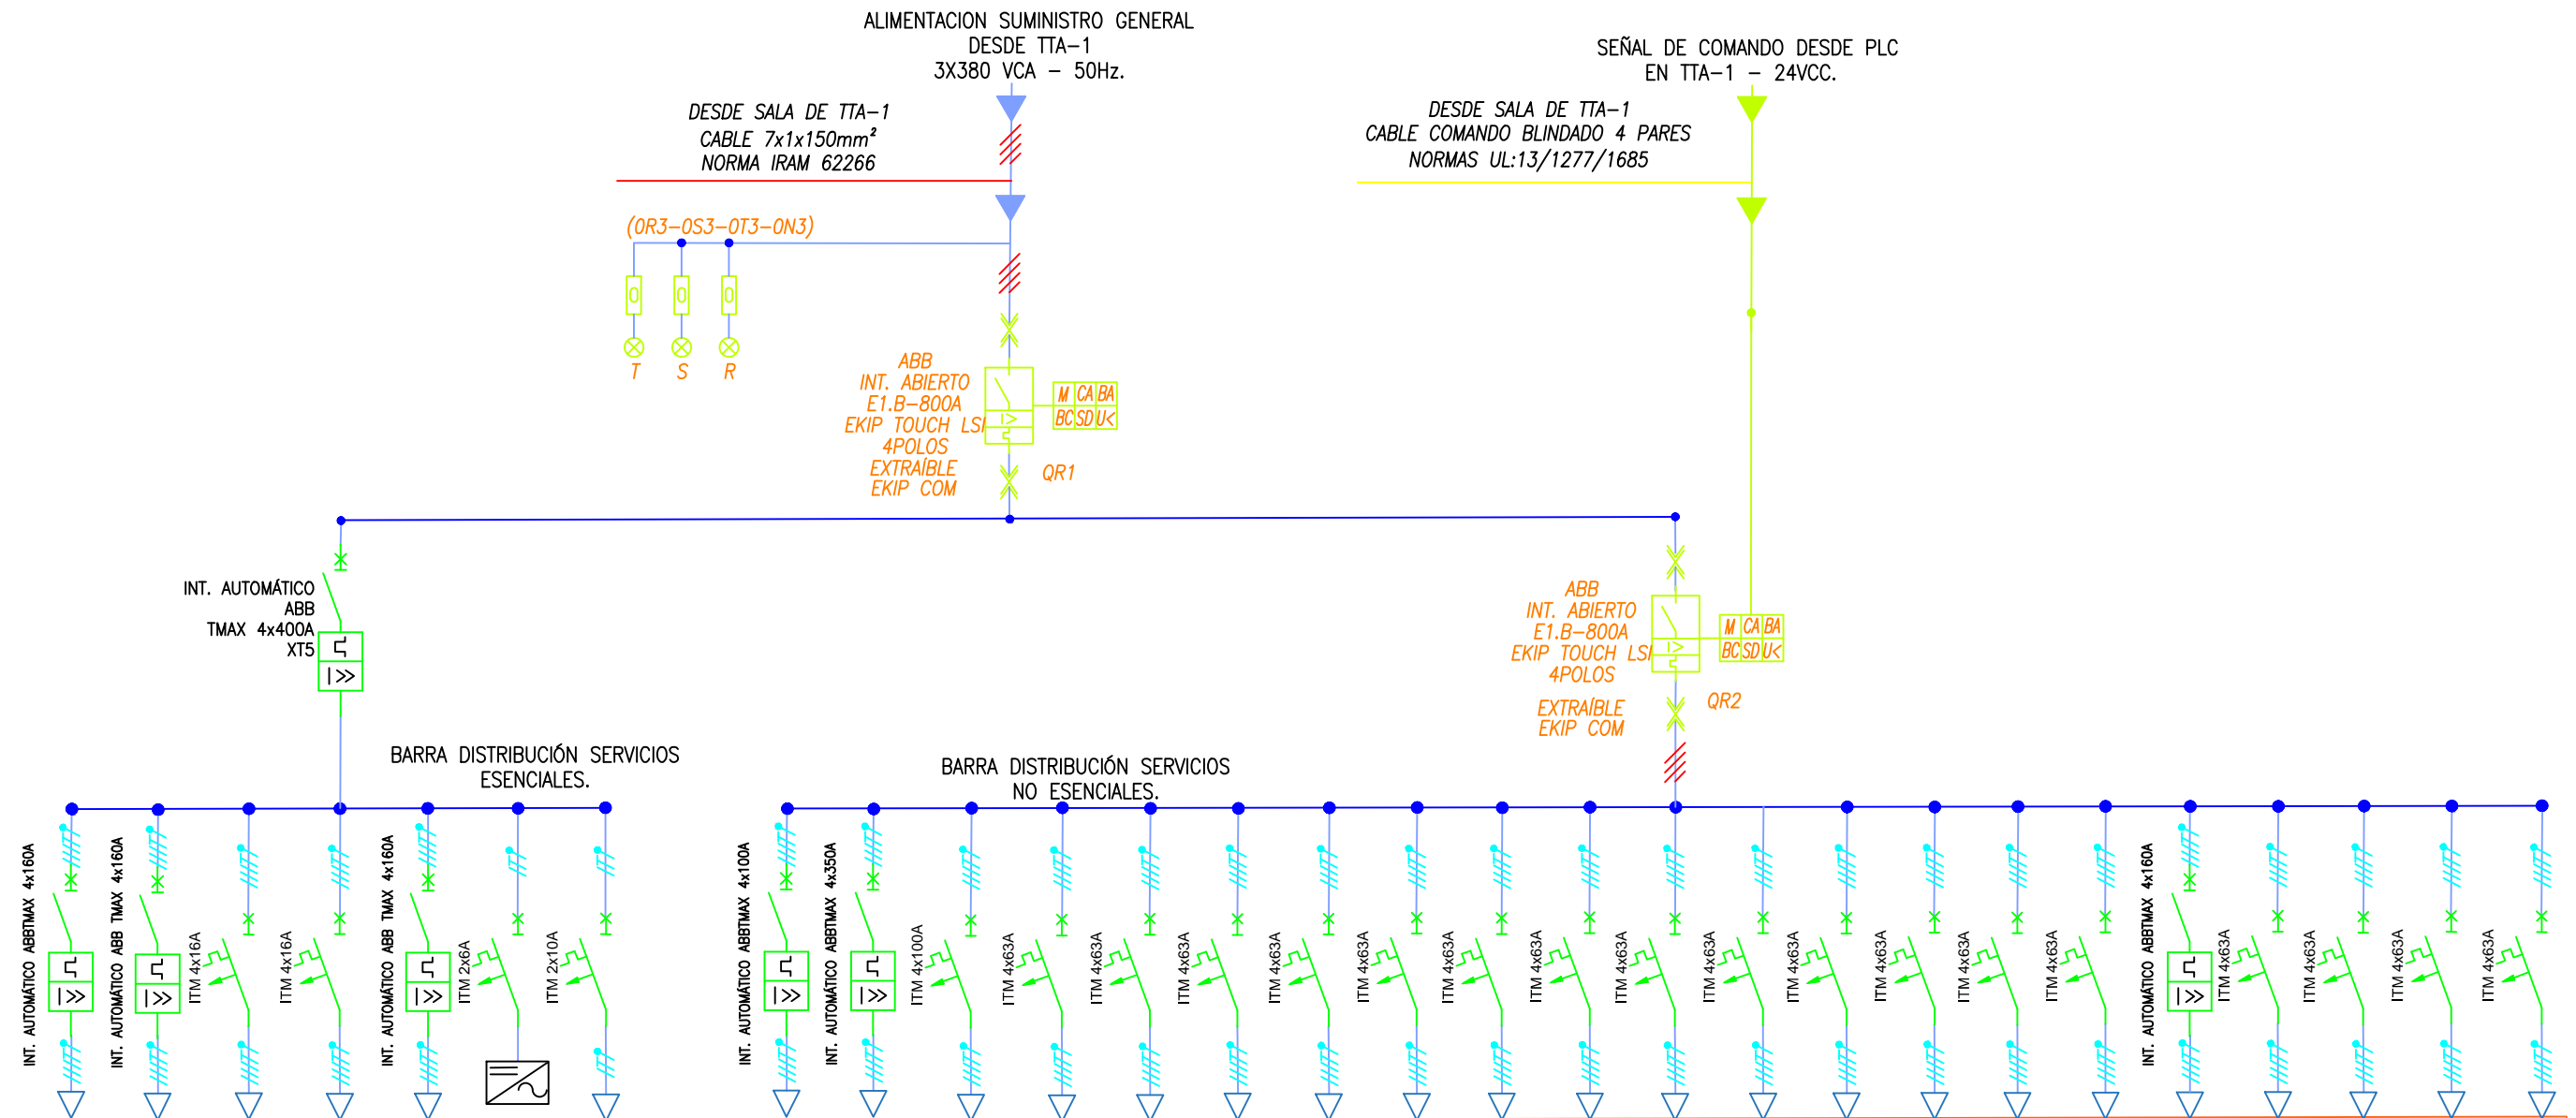 ALIMENTACION SUMINISTRO GENERAL
DESDE TTA-1
3X380 VCA - 50Hz.
SEÑAL DE COMANDO DESDE PLC
EN TTA-1 - 24VCC.
DESDE SALA DE TTA-1
CABLE 7x1x150mm²
NORMA IRAM 62266
DESDE SALA DE TTA-1
CABLE COMANDO BLINDADO 4 PARES
NORMAS UL:13/1277/1685
(0R3-0S3-0T3-0N3)
T S R
ABB
INT. ABIERTO
E1.B-800A
EKIP TOUCH LSI
4POLOS
EXTRAÍBLE
EKIP COM
M CA BA
BC SD U<
QR1
INT. AUTOMÁTICO
ABB
TMAX 4x400A
XT5
ABB
INT. ABIERTO
E1.B-800A
EKIP TOUCH LSI
4POLOS
EXTRAÍBLE
EKIP COM
M CA BA
BC SD U<
QR2
BARRA DISTRIBUCIÓN SERVICIOS
ESENCIALES.
BARRA DISTRIBUCIÓN SERVICIOS
NO ESENCIALES.
INT. AUTOMÁTICO ABBTMAX 4x160A
INT. AUTOMÁTICO ABB TMAX 4x160A
ITM 4x16A
ITM 4x16A
INT. AUTOMÁTICO ABB TMAX 4x160A
ITM 2x6A
ITM 2x10A
INT. AUTOMÁTICO ABBTMAX 4x100A
INT. AUTOMÁTICO ABBTMAX 4x350A
ITM 4x100A
ITM 4x63A
ITM 4x63A
ITM 4x63A
ITM 4x63A
ITM 4x63A
ITM 4x63A
ITM 4x63A
ITM 4x63A
ITM 4x63A
ITM 4x63A
ITM 4x63A
ITM 4x63A
ITM 4x63A
INT. AUTOMÁTICO ABBTMAX 4x160A
ITM 4x63A
ITM 4x63A
ITM 4x63A
ITM 4x63A